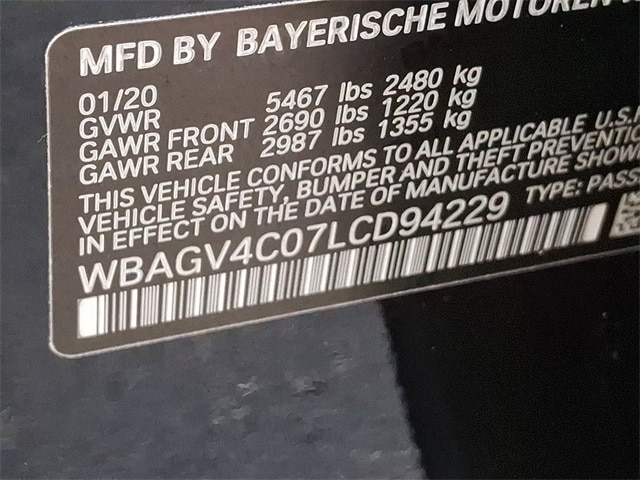 MFD BY BAYERISCHE MOTOREN
01/20
GVWR 5467 lbs 2480 kg
GAWR FRONT 2690 lbs 1220 kg
GAWR REAR 2987 lbs 1355 kg
THIS VEHICLE CONFORMS TO ALL APPLICABLE U.S.
VEHICLE SAFETY, BUMPER AND THEFT PREVENTIO
IN EFFECT ON THE DATE OF MANUFACTURE SHOW
WBAGV4C07LCD94229 TYPE: PASS